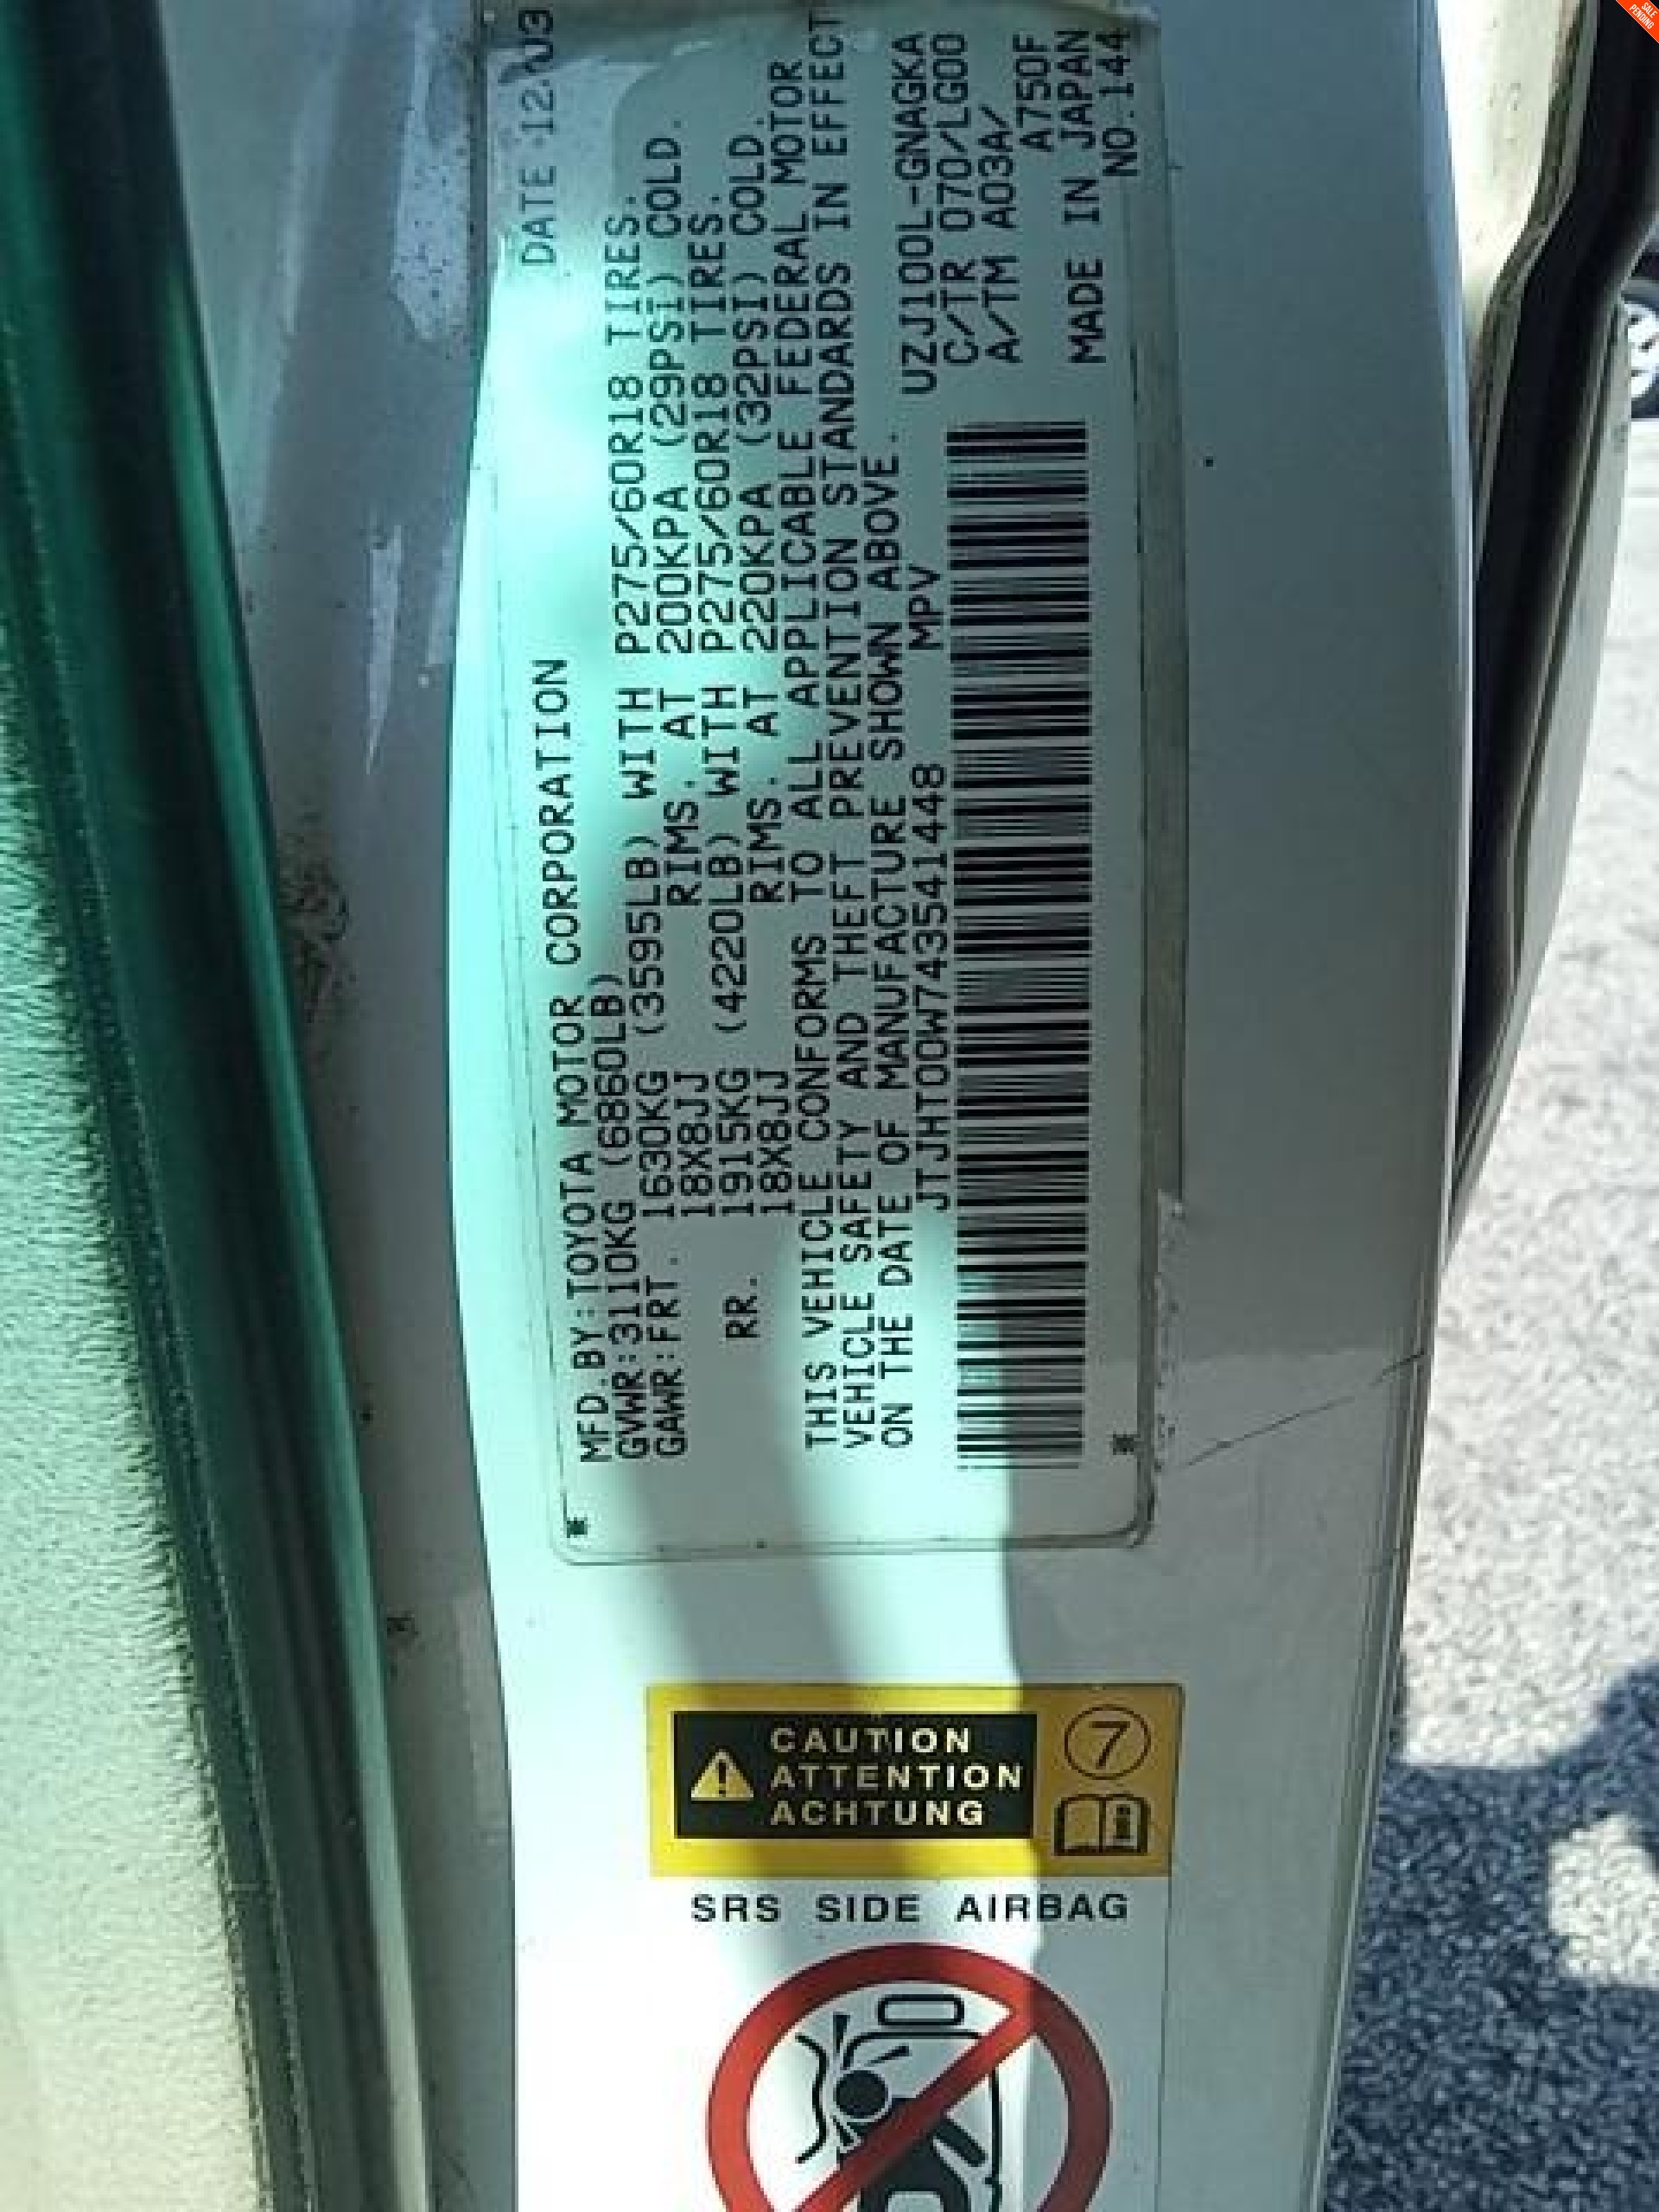 SALE
PENDING
DATE 12/03
MFD.BY:TOYOTA MOTOR CORPORATION
GVWR:3110KG (6860LB)
GAWR:FRT. 1630KG (3595LB) WITH P275/60R18 TIRES.
18X8JJ RIMS. AT 200KPA (29PSI) COLD.
RR. 1915KG (4220LB) WITH P275/60R18 TIRES.
18X8JJ RIMS. AT 220KPA (32PSI) COLD.
THIS VEHICLE CONFORMS TO ALL APPLICABLE FEDERAL MOTOR
VEHICLE SAFETY AND THEFT PREVENTION STANDARDS IN EFFECT
ON THE DATE OF MANUFACTURE SHOWN ABOVE.
JTJHT00W743541448 MPV UZJ100L-GNAGKA
C/TR 070/LG00
A/TM A03A/
A750F
MADE IN JAPAN
NO.144
CAUTION
ATTENTION
ACHTUNG
7
SRS SIDE AIRBAG